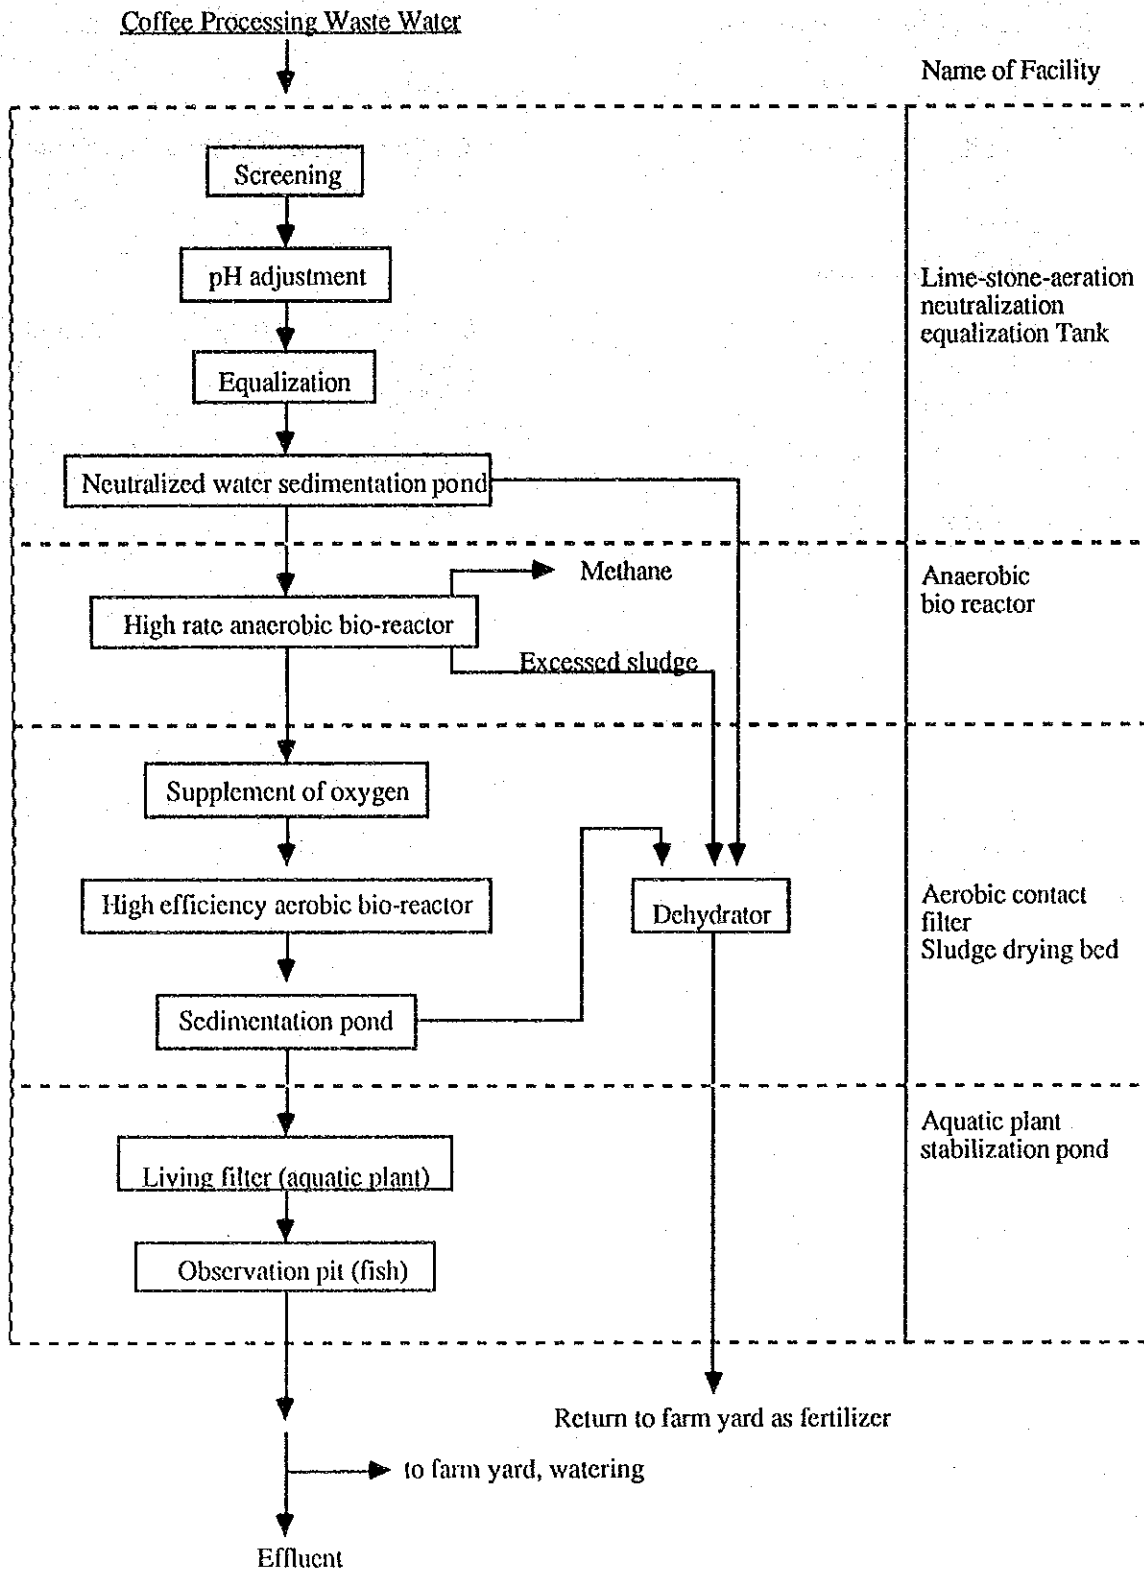 Coffee Processing Waste Water
Name of Facility
Screening
pH adjustment
Lime-stone-aeration
neutralization
equalization Tank
Equalization
Neutralized water sedimentation pond
Methane
Anaerobic
bio reactor
High rate anaerobic bio-reactor
Excessed sludge
Supplement of oxygen
High efficiency aerobic bio-reactor
Dehydrator
Aerobic contact
filter
Sludge drying bed
Sedimentation pond
Aquatic plant
stabilization pond
Living filter (aquatic plant)
Observation pit (fish)
Return to farm yard as fertilizer
to farm yard, watering
Effluent